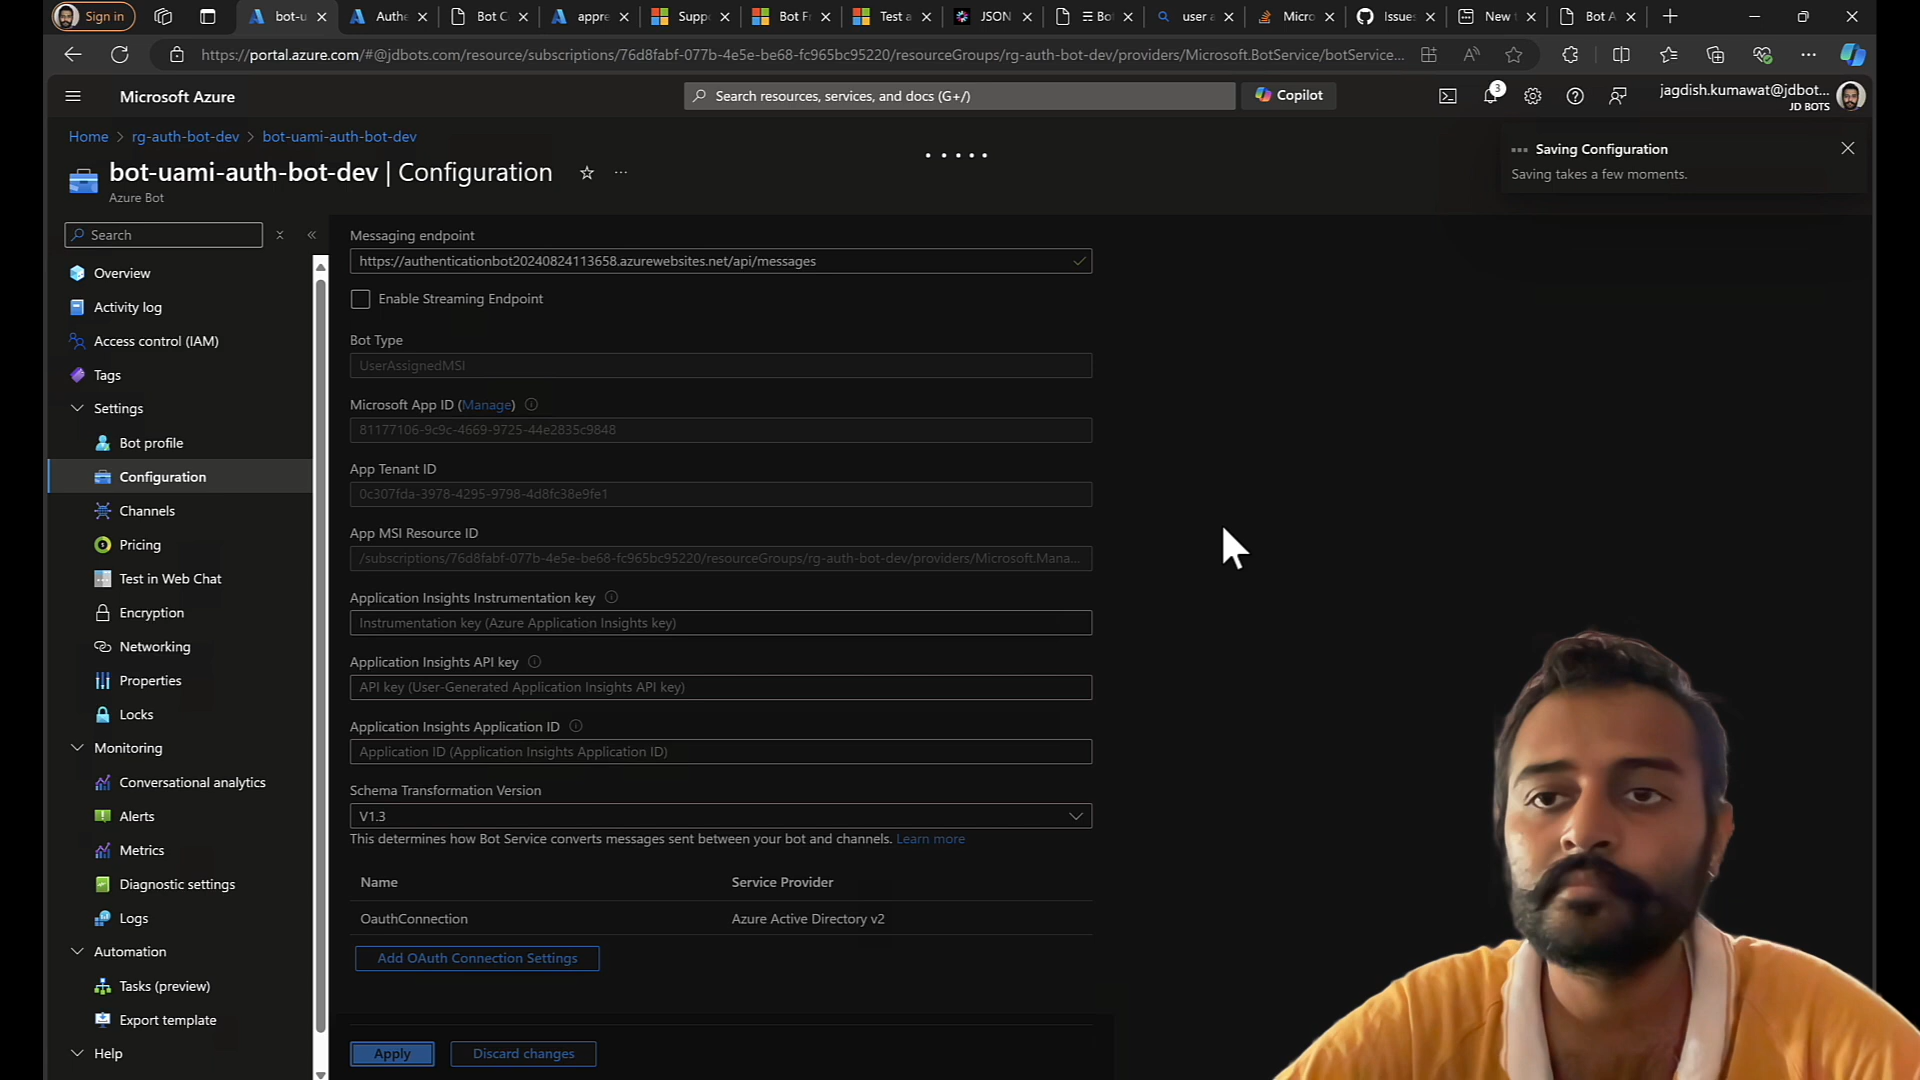 Sign in
bot-u
Authe
Bot C
appre
Supp
Bot Fr
Test a
JSON
Bot
user a
Micro
Issues
New t
Bot A
https://portal.azure.com/#@jdbots.com/resource/subscriptions/76d8fabf-077b-4e5e-be68-fc965bc95220/resourceGroups/rg-auth-bot-dev/providers/Microsoft.BotService/botService...
Microsoft Azure
Search resources, services, and docs (G+/)
Copilot
3
jagdish.kumawat@jdbot...
JD BOTS
Home > rg-auth-bot-dev > bot-uami-auth-bot-dev
bot-uami-auth-bot-dev | Configuration
Azure Bot
Saving Configuration
Saving takes a few moments.
Search
Overview
Activity log
Access control (IAM)
Tags
Settings
Bot profile
Configuration
Channels
Pricing
Test in Web Chat
Encryption
Networking
Properties
Locks
Monitoring
Conversational analytics
Alerts
Metrics
Diagnostic settings
Logs
Automation
Tasks (preview)
Export template
Help
Messaging endpoint
https://authenticationbot20240824113658.azurewebsites.net/api/messages
Enable Streaming Endpoint
Bot Type
UserAssignedMSI
Microsoft App ID (Manage)
81177106-9c9c-4669-9725-44e2835c9848
App Tenant ID
0c307fda-3978-4295-9798-4d8fc38e9fe1
App MSI Resource ID
/subscriptions/76d8fabf-077b-4e5e-be68-fc965bc95220/resourceGroups/rg-auth-bot-dev/providers/Microsoft.Mana...
Application Insights Instrumentation key
Instrumentation key (Azure Application Insights key)
Application Insights API key
API key (User-Generated Application Insights API key)
Application Insights Application ID
Application ID (Application Insights Application ID)
Schema Transformation Version
V1.3
This determines how Bot Service converts messages sent between your bot and channels. Learn more
Name Service Provider
OauthConnection Azure Active Directory v2
Add OAuth Connection Settings
Apply
Discard changes